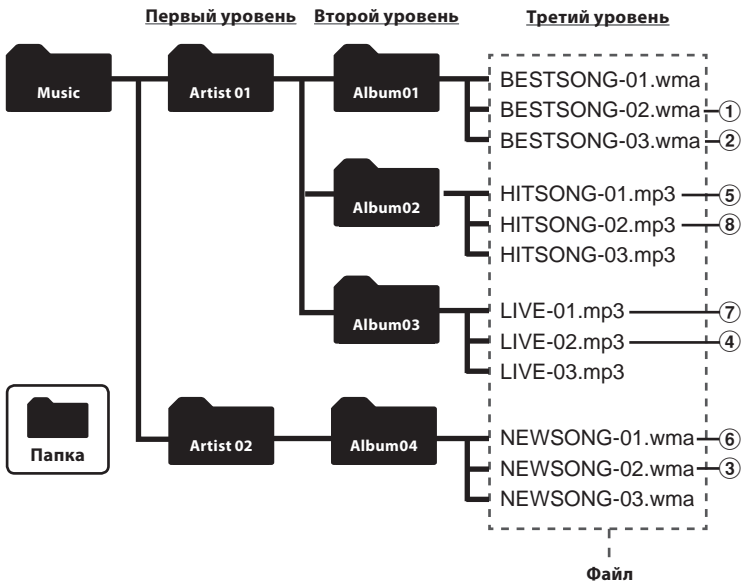 Первый уровень Второй уровень Третий уровень
Music Artist 01 Album01 BESTSONG-01.wma
BESTSONG-02.wma ①
BESTSONG-03.wma ②
Album02 HITSONG-01.mp3 ⑤
HITSONG-02.mp3 ⑧
HITSONG-03.mp3
Album03 LIVE-01.mp3 ⑦
LIVE-02.mp3 ④
LIVE-03.mp3
Папка
Artist 02 Album04 NEWSONG-01.wma ⑥
NEWSONG-02.wma ③
NEWSONG-03.wma
Файл